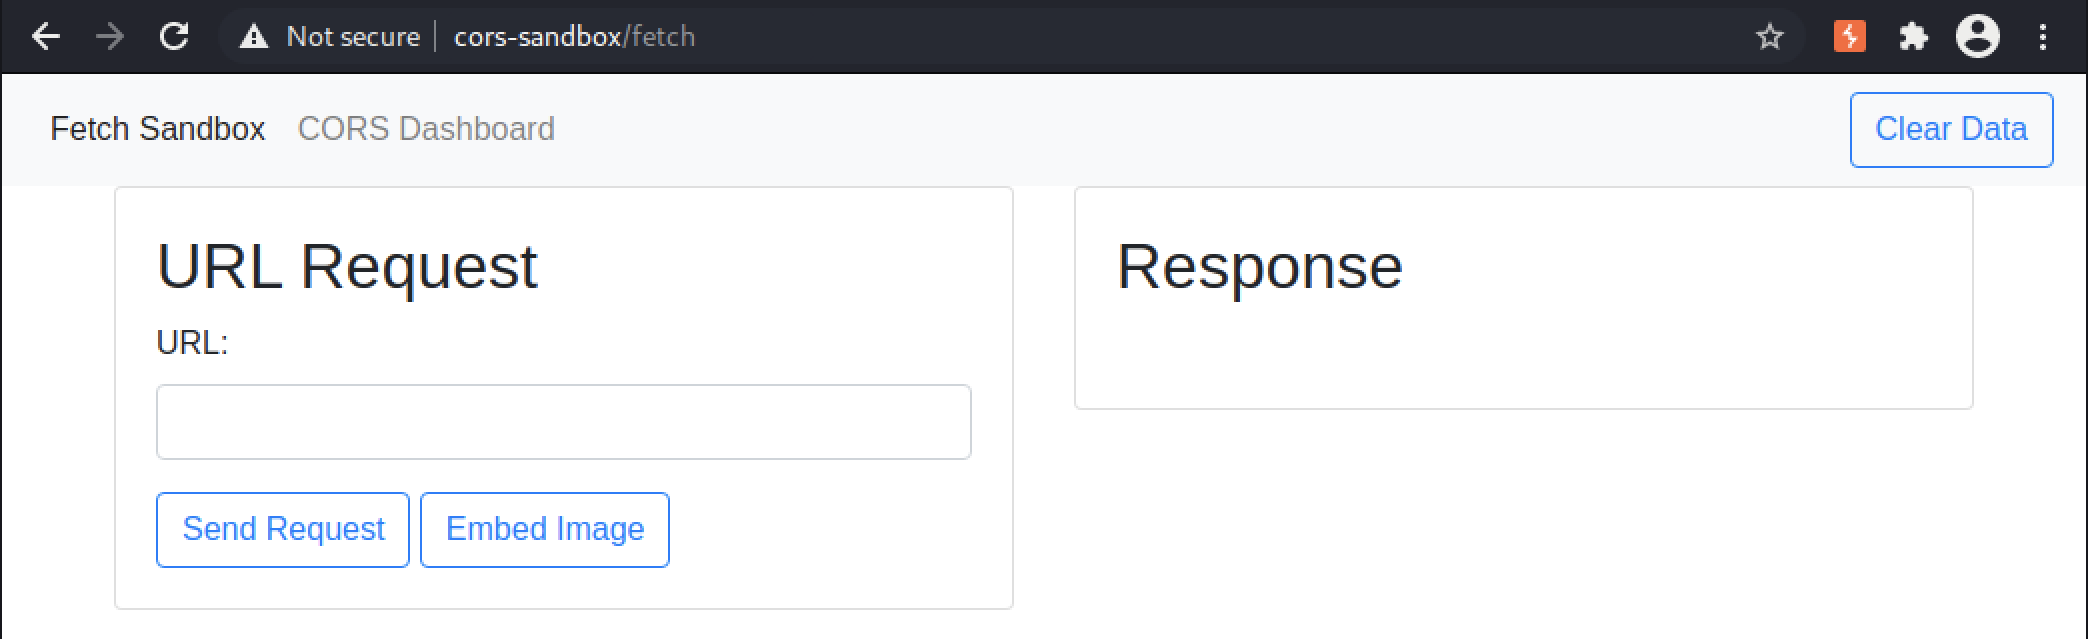 Not secure cors-sandbox/fetch
Fetch Sandbox CORS Dashboard Clear Data
URL Request
URL:
Send Request Embed Image
Response